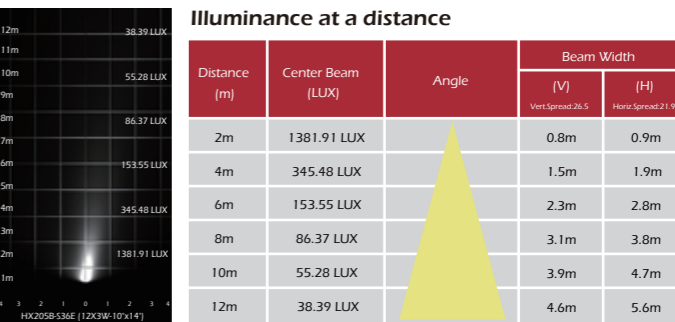 12m 38.39 LUX
11m
10m 55.28 LUX
9m
8m 86.37 LUX
7m
6m 153.55 LUX
5m
4m 345.48 LUX
3m
2m 1381.91 LUX
1m
4 3 2 1 0 1 2 3 4
HX205B-S36E (12X3W-10°x14°)
Illuminance at a distance
Distance (m) Center Beam (LUX) Angle Beam Width
(V) (H)
Vert.Spread:26.5 Horiz.Spread:21.9
2m 1381.91 LUX 0.8m 0.9m
4m 345.48 LUX 1.5m 1.9m
6m 153.55 LUX 2.3m 2.8m
8m 86.37 LUX 3.1m 3.8m
10m 55.28 LUX 3.9m 4.7m
12m 38.39 LUX 4.6m 5.6m